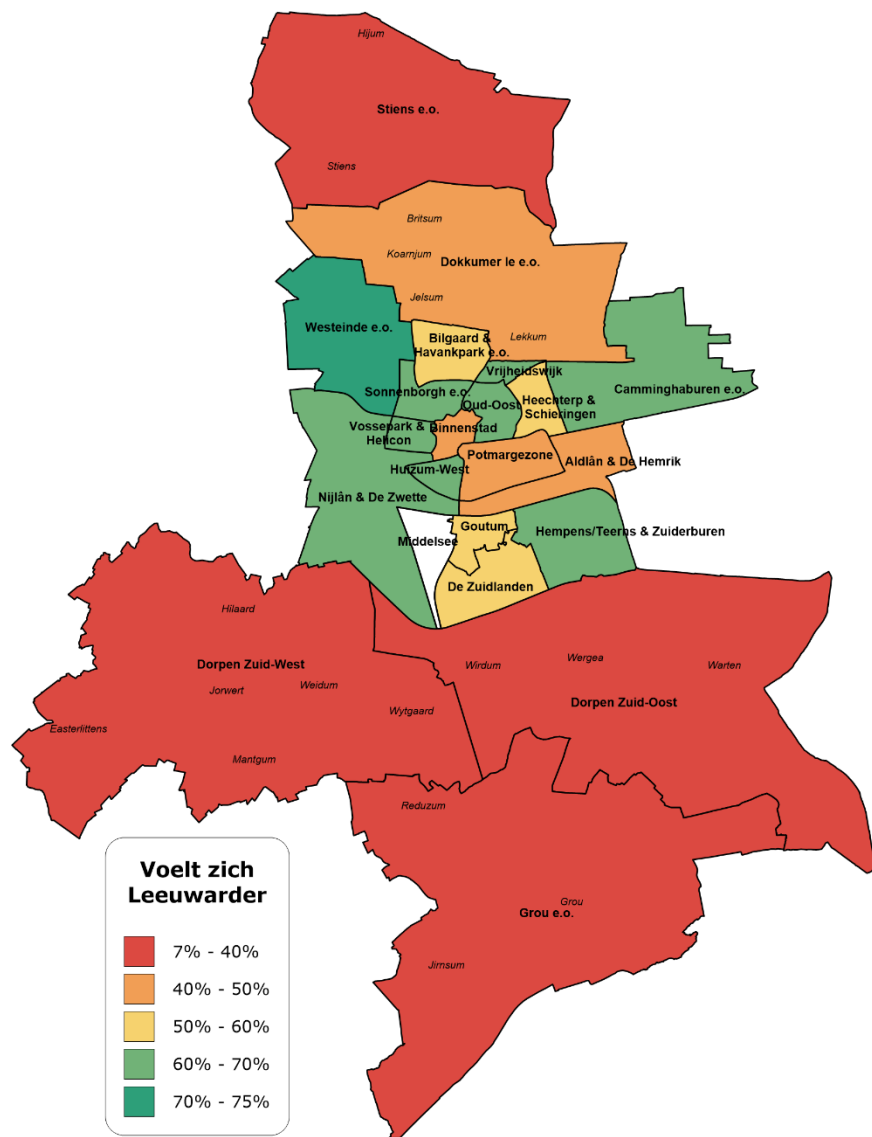 Hijum
Stiens e.o.
Stiens
Britsum
Koarnjum
Dokkumer Ie e.o.
Jelsum
Westeinde e.o.
Bilgaard &
Havankpark e.o.
Lekkum
Vrijheidswijk
Sonnenborgh e.o.
Camminghaburen e.o.
Oud-Oost
Heechterp &
Schieringen
Vossepark &
Helicon
Binnenstad
Potmargezone
Aldlân & De Hemrik
Huizum-West
Nijlân & De Zwette
Goutum
Hempens/Teerns & Zuiderburen
Middelsee
De Zuidlanden
Hilaard
Dorpen Zuid-West
Wirdum
Wergea
Warten
Jorwert
Weidum
Wytgaard
Dorpen Zuid-Oost
Easterlittens
Mantgum
Reduzum
Grou
Grou e.o.
Jirnsum
Voelt zich
Leeuwarder
7% - 40%
40% - 50%
50% - 60%
60% - 70%
70% - 75%